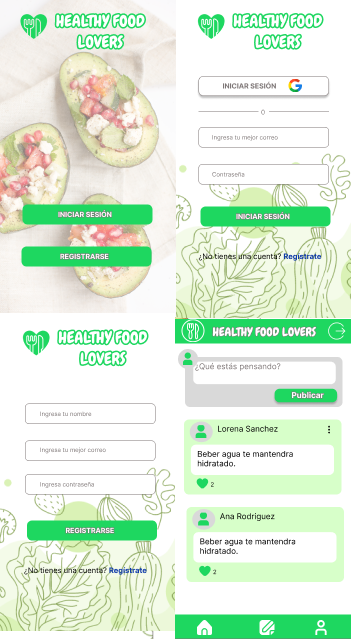 HEALTHY FOOD
LOVERS
INICIAR SESIÓN
REGISTRARSE
HEALTHY FOOD
LOVERS
INICIAR SESIÓN
O
Ingresa tu mejor correo
Contraseña
INICIAR SESIÓN
¿No tienes una cuenta? Registrate
HEALTHY FOOD
LOVERS
Ingresa tu nombre
Ingresa tu mejor correo
Ingresa contraseña
REGISTRARSE
¿No tienes una cuenta? Registrate
HEALTHY FOOD LOVERS
¿Qué estás pensando?
Publicar
Lorena Sanchez
Beber agua te mantendra
hidratado.
2
Ana Rodriguez
Beber agua te mantendra
hidratado.
2